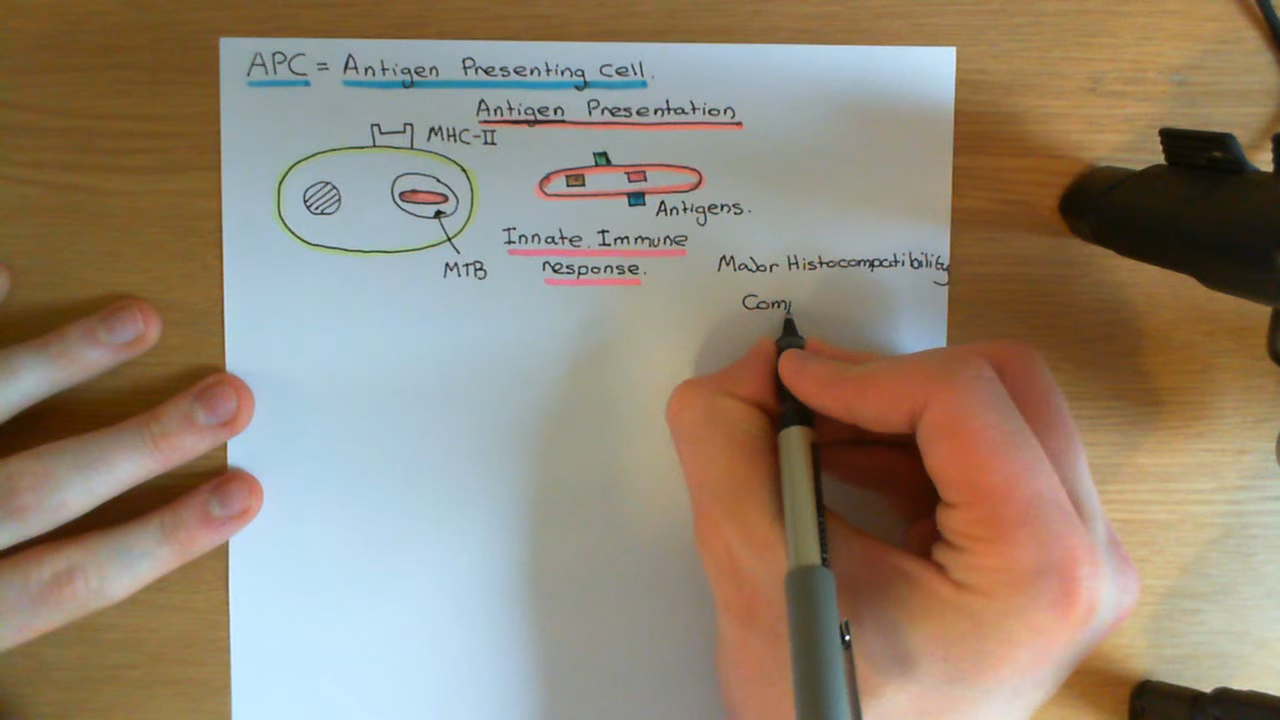 APC = Antigen Presenting Cell.
Antigen Presentation
MHC-II
Antigens.
MTB
Innate Immune
response.
Major Histocompatibility
Com